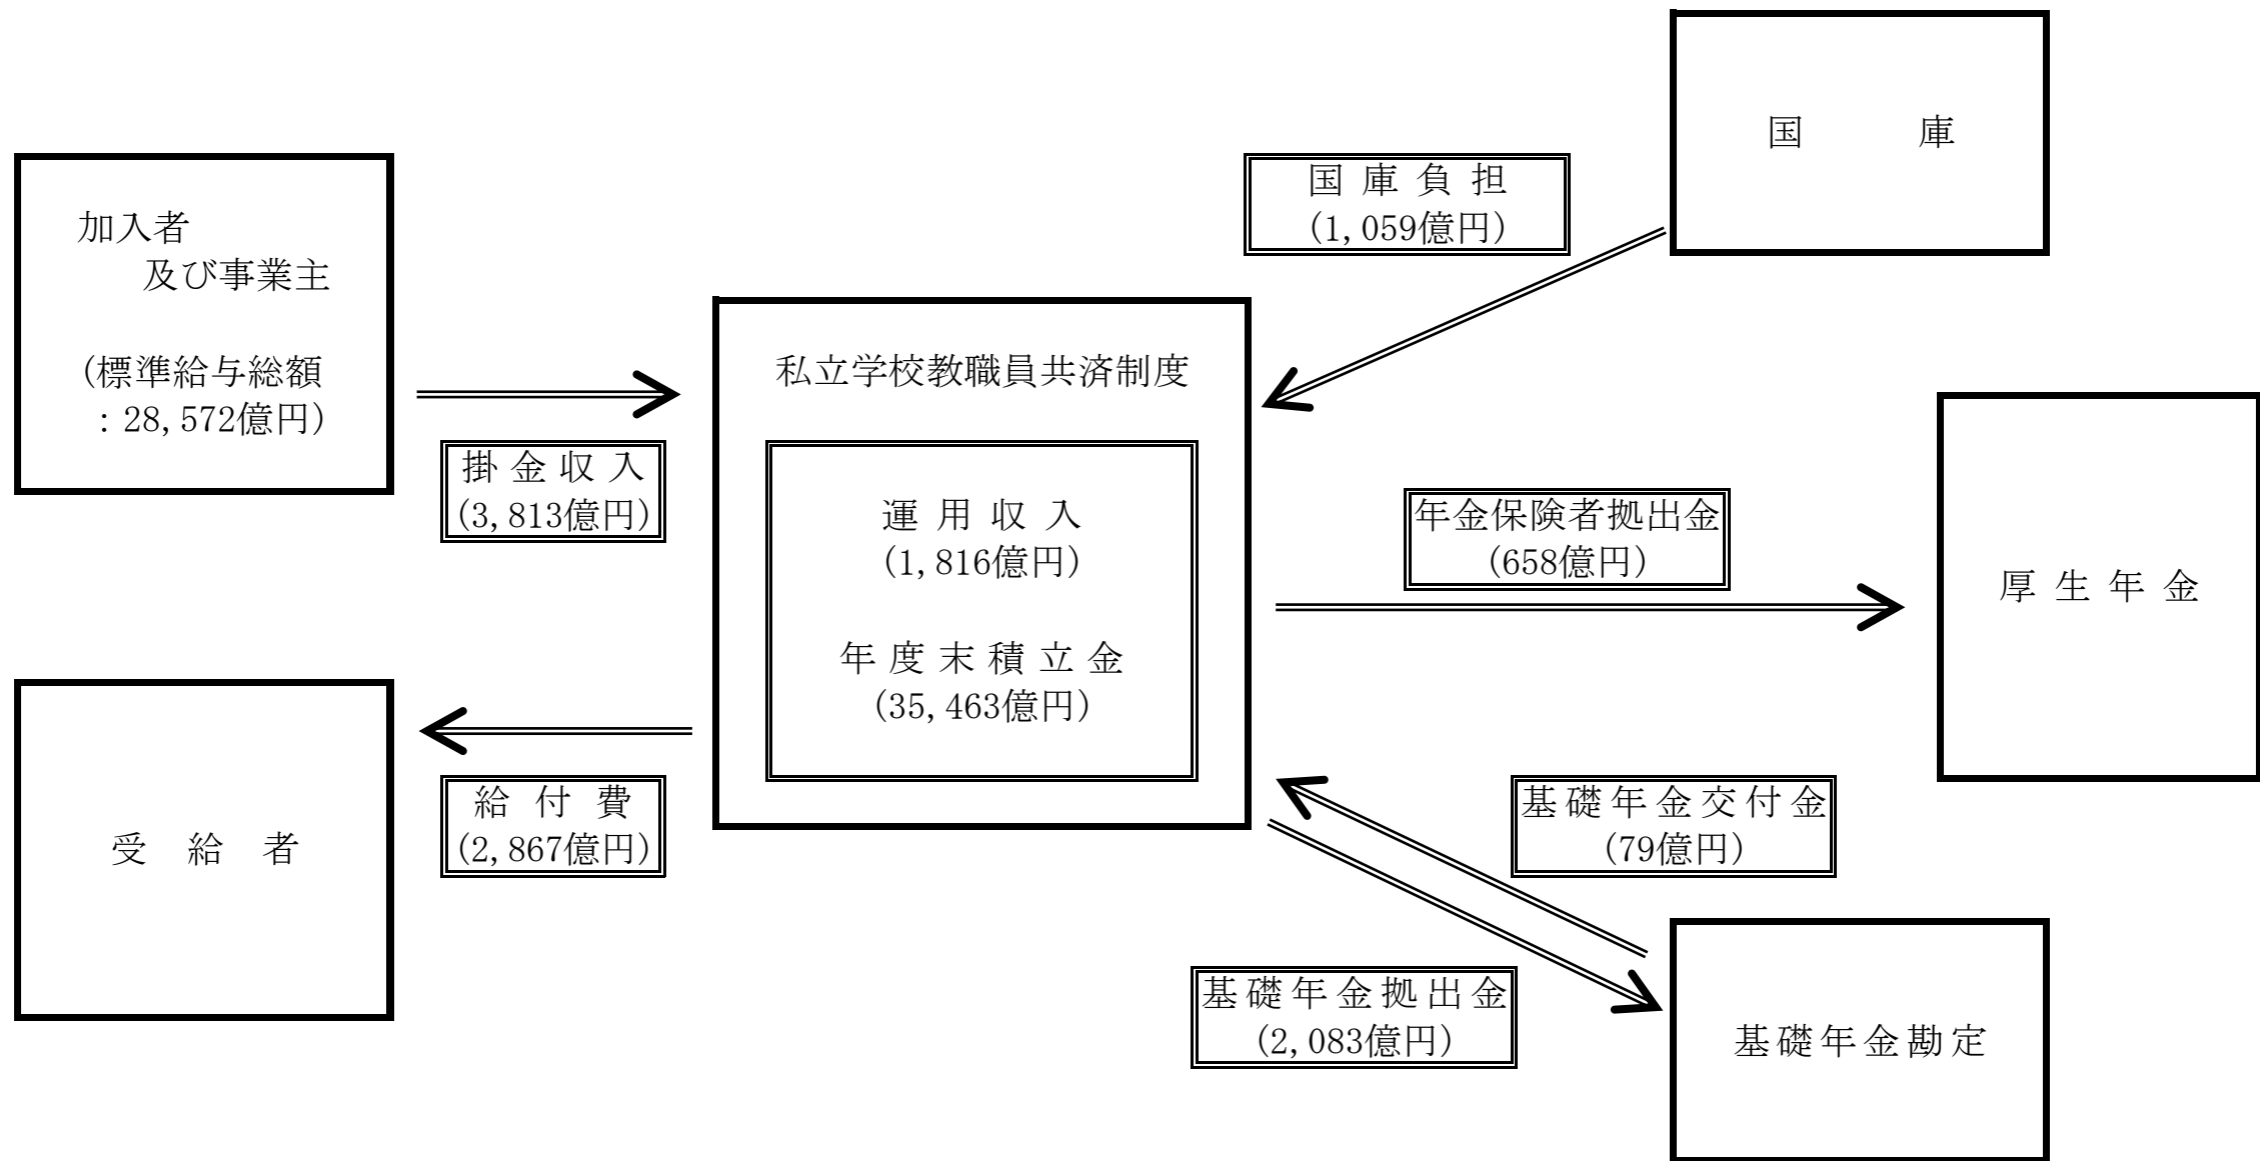 国庫
国庫負担
(1,059億円)
加入者
及び事業主
(標準給与総額
:28,572億円)
私立学校教職員共済制度
掛金収入
(3,813億円)
運用収入
(1,816億円)
年度末積立金
(35,463億円)
年金保険者拠出金
(658億円)
厚生年金
受給者
給付費
(2,867億円)
基礎年金交付金
(79億円)
基礎年金拠出金
(2,083億円)
基礎年金勘定